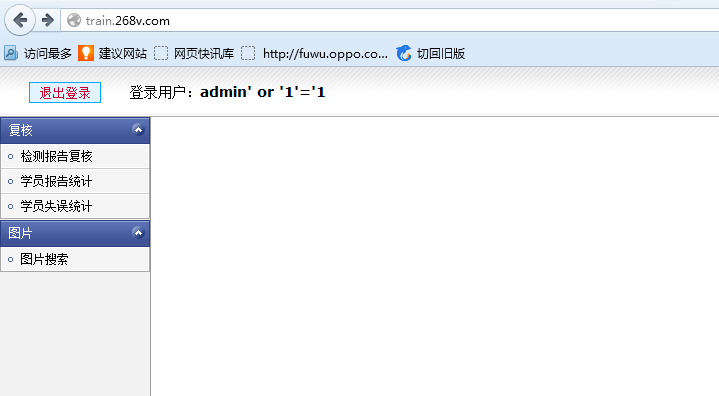 train.268v.com
访问最多 建议网站 网页快讯库 http://fuwu.oppo.co... 切回旧版
退出登录 登录用户：admin' or '1'='1
复核
检测报告复核
学员报告统计
学员失误统计
图片
图片搜索